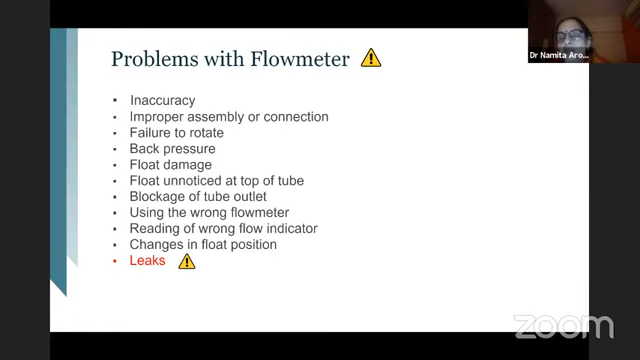 Problems with Flowmeter
Inaccuracy
Improper assembly or connection
Failure to rotate
Back pressure
Float damage
Float unnoticed at top of tube
Blockage of tube outlet
Using the wrong flowmeter
Reading of wrong flow indicator
Changes in float position
Leaks
Dr Namita Aro...
zoom